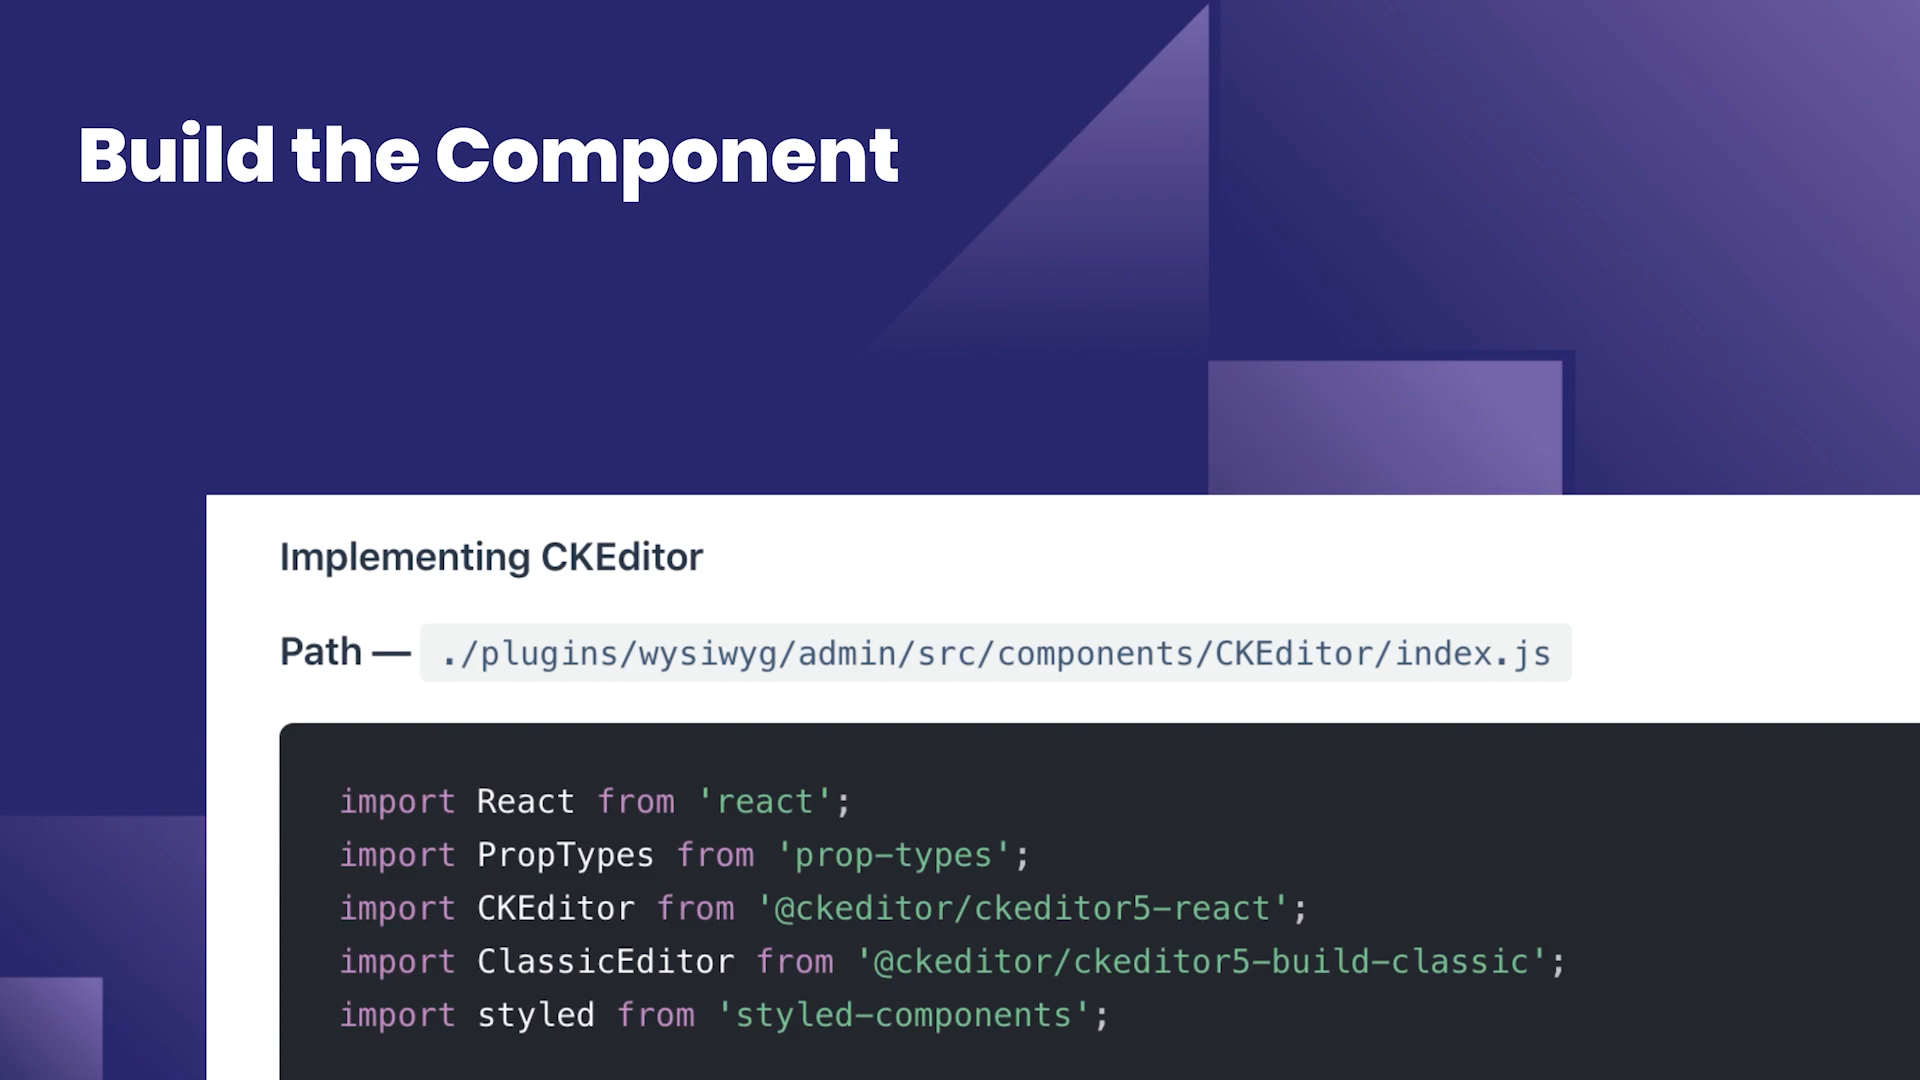 Build the Component
Implementing CKEditor
Path — ./plugins/wysiwyg/admin/src/components/CKEditor/index.js
import React from 'react';
import PropTypes from 'prop-types';
import CKEditor from '@ckeditor/ckeditor5-react';
import ClassicEditor from '@ckeditor/ckeditor5-build-classic';
import styled from 'styled-components';